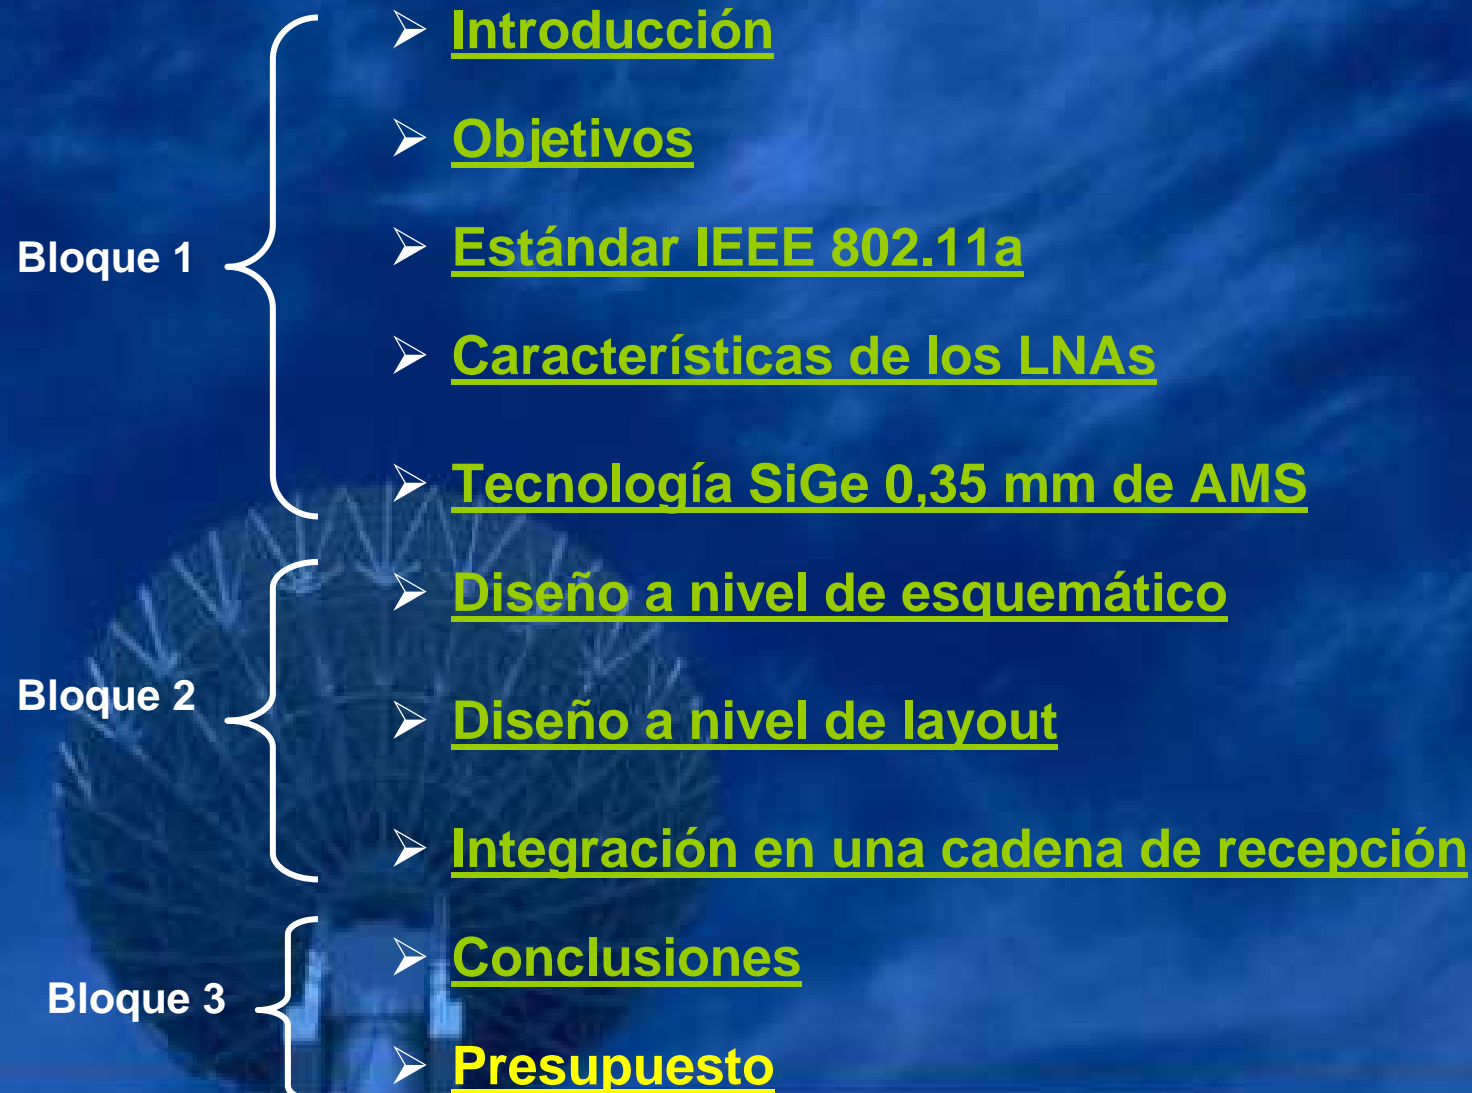 Bloque 1
Introducción
Objetivos
Estándar IEEE 802.11a
Características de los LNAs
Tecnología SiGe 0,35 mm de AMS
Bloque 2
Diseño a nivel de esquemático
Diseño a nivel de layout
Integración en una cadena de recepción
Bloque 3
Conclusiones
Presupuesto